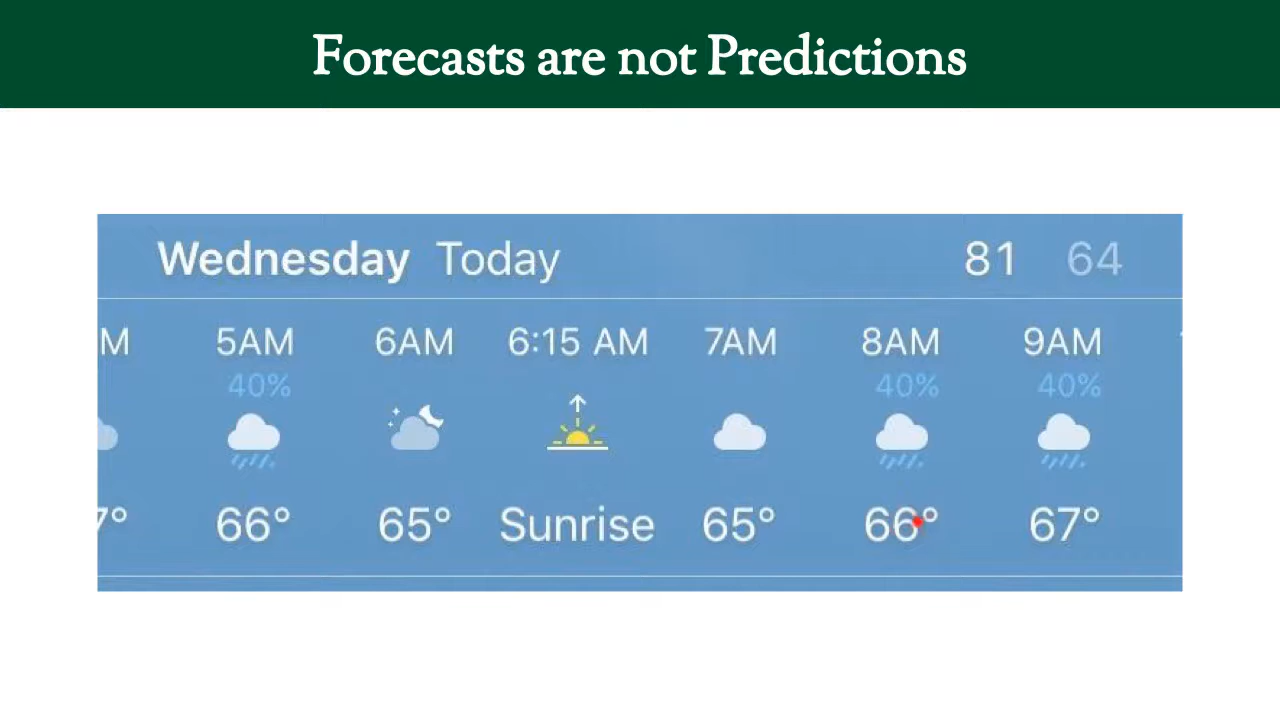 Forecasts are not Predictions
Wednesday Today 81 64
M 5AM 6AM 6:15 AM 7AM 8AM 9AM
40% 40% 40%
7° 66° 65° Sunrise 65° 66° 67°